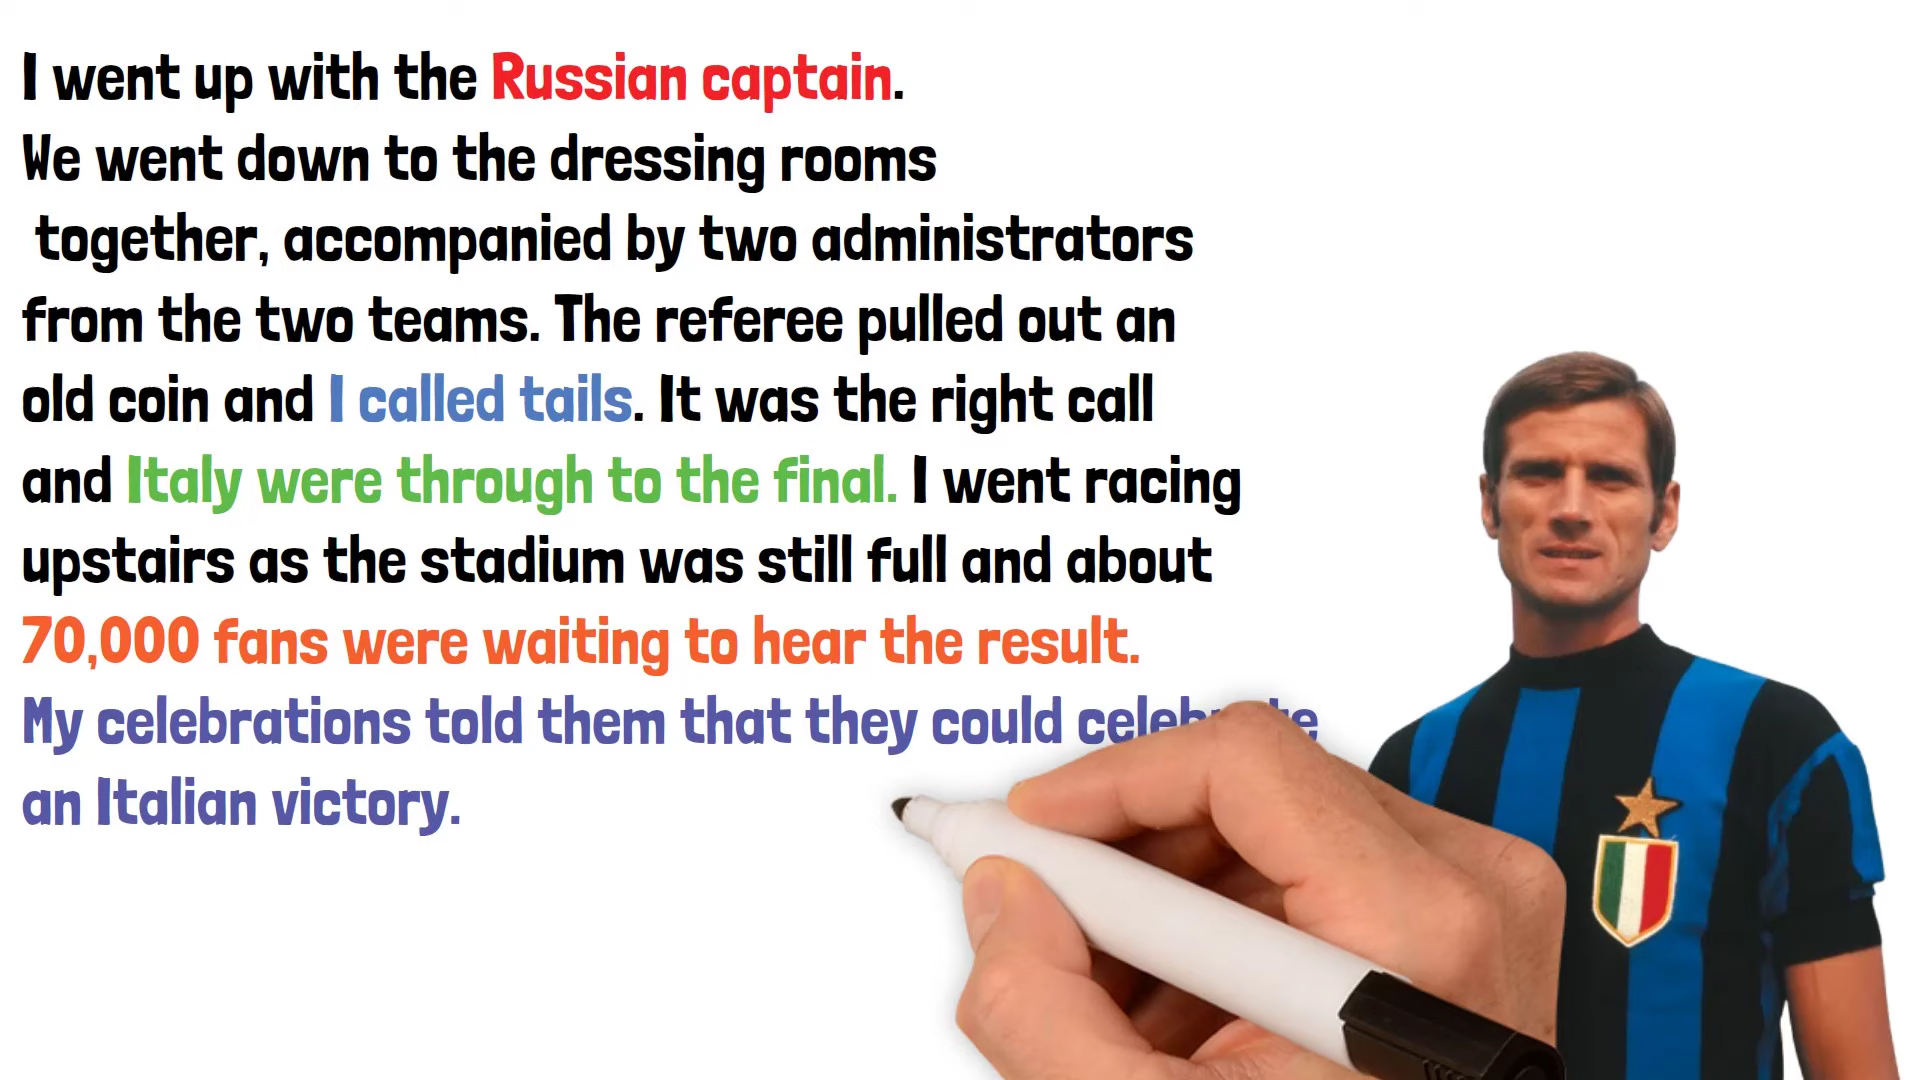 I went up with the Russian captain.
We went down to the dressing rooms
together, accompanied by two administrators
from the two teams. The referee pulled out an
old coin and I called tails. It was the right call
and Italy were through to the final. I went racing
upstairs as the stadium was still full and about
70,000 fans were waiting to hear the result.
My celebrations told them that they could celebrate
an Italian victory.